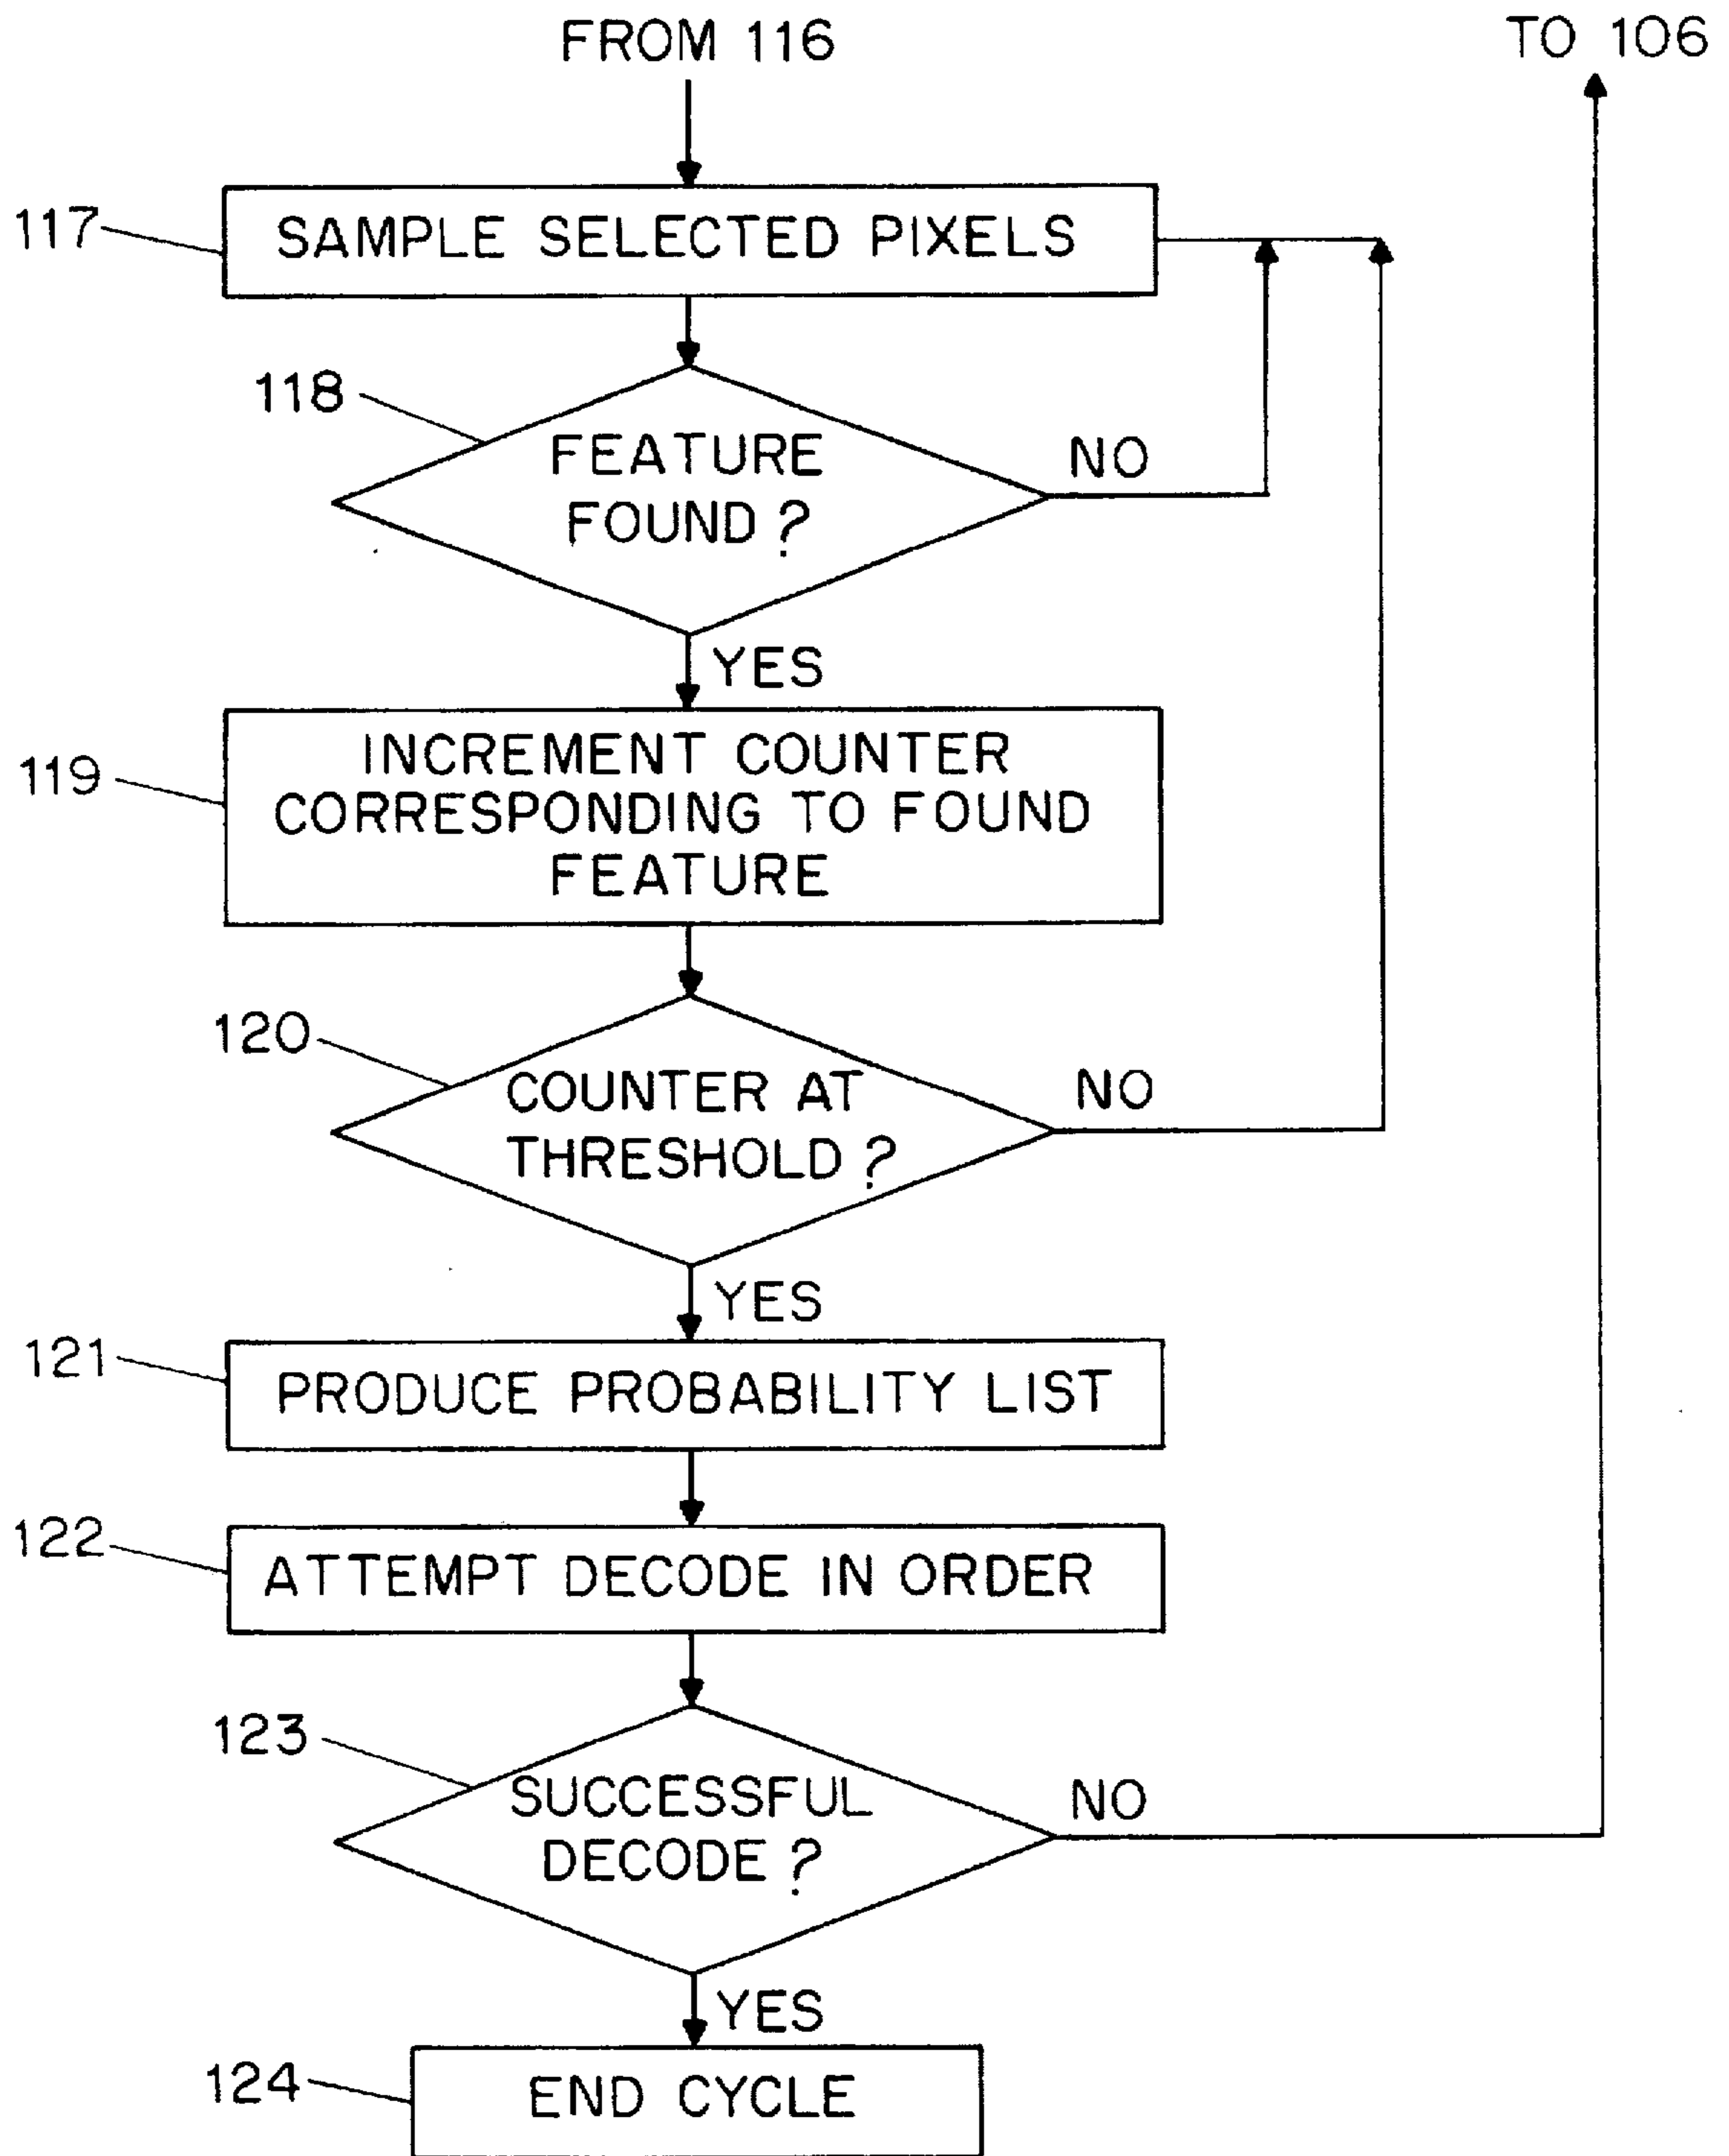 FROM 116
TO 106
117
SAMPLE SELECTED PIXELS
118
FEATURE
FOUND?
NO
YES
119
INCREMENT COUNTER
CORRESPONDING TO FOUND
FEATURE
120
COUNTER AT
THRESHOLD?
NO
YES
121
PRODUCE PROBABILITY LIST
122
ATTEMPT DECODE IN ORDER
123
SUCCESSFUL
DECODE?
NO
YES
124
END CYCLE